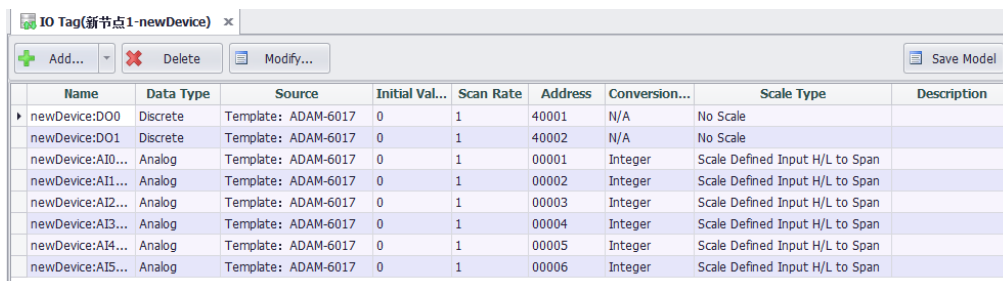 IO Tag(新节点1-newDevice) ×
Add... Delete Modify... Save Model
Name Data Type Source Initial Val... Scan Rate Address Conversion... Scale Type Description
newDevice:DO0 Discrete Template: ADAM-6017 0 1 40001 N/A No Scale
newDevice:DO1 Discrete Template: ADAM-6017 0 1 40002 N/A No Scale
newDevice:AI0... Analog Template: ADAM-6017 0 1 00001 Integer Scale Defined Input H/L to Span
newDevice:AI1... Analog Template: ADAM-6017 0 1 00002 Integer Scale Defined Input H/L to Span
newDevice:AI2... Analog Template: ADAM-6017 0 1 00003 Integer Scale Defined Input H/L to Span
newDevice:AI3... Analog Template: ADAM-6017 0 1 00004 Integer Scale Defined Input H/L to Span
newDevice:AI4... Analog Template: ADAM-6017 0 1 00005 Integer Scale Defined Input H/L to Span
newDevice:AI5... Analog Template: ADAM-6017 0 1 00006 Integer Scale Defined Input H/L to Span